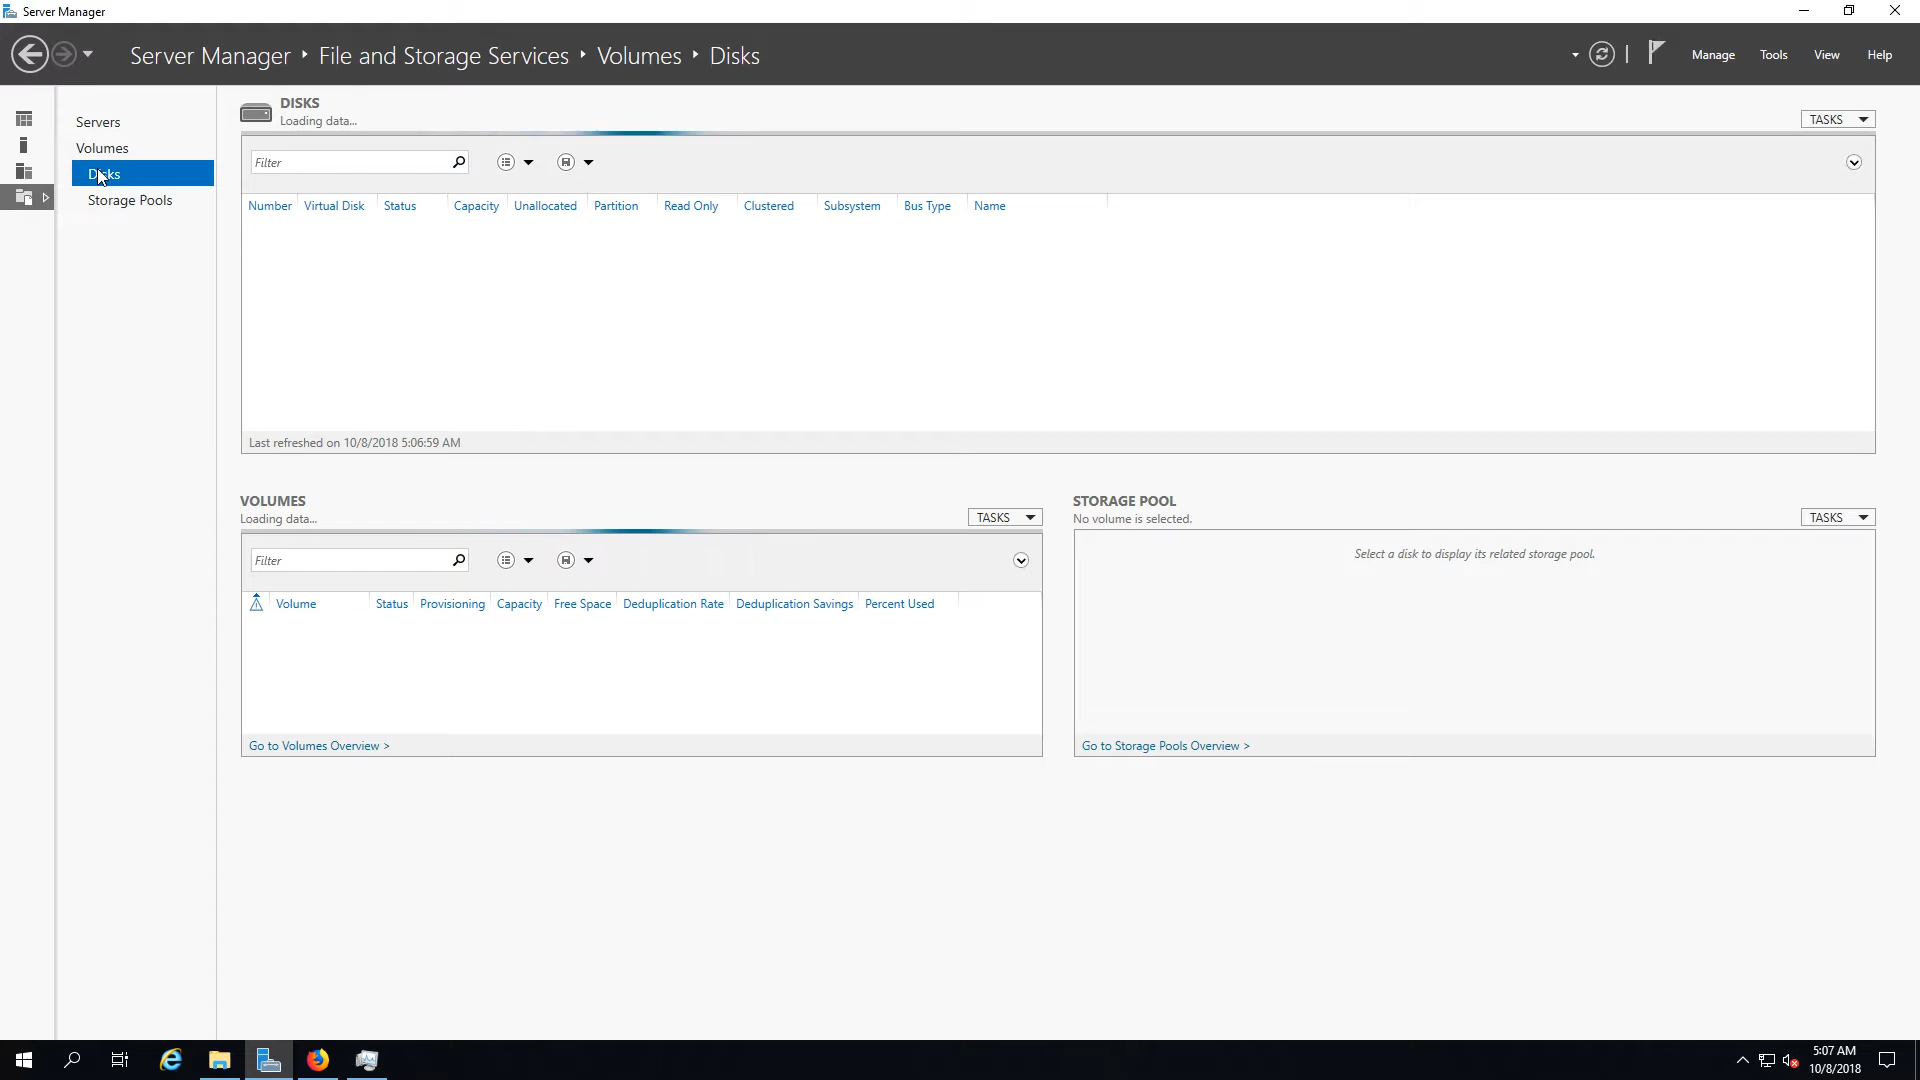 Server Manager
Server Manager ‣ File and Storage Services ‣ Volumes ‣ Disks
Manage Tools View Help
Servers
Volumes
Disks
Storage Pools
DISKS
Loading data...
TASKS
Filter
Number Virtual Disk Status Capacity Unallocated Partition Read Only Clustered Subsystem Bus Type Name
Last refreshed on 10/8/2018 5:06:59 AM
VOLUMES
Loading data...
TASKS
Filter
Volume Status Provisioning Capacity Free Space Deduplication Rate Deduplication Savings Percent Used
Go to Volumes Overview >
STORAGE POOL
No volume is selected.
TASKS
Select a disk to display its related storage pool.
Go to Storage Pools Overview >
5:07 AM
10/8/2018